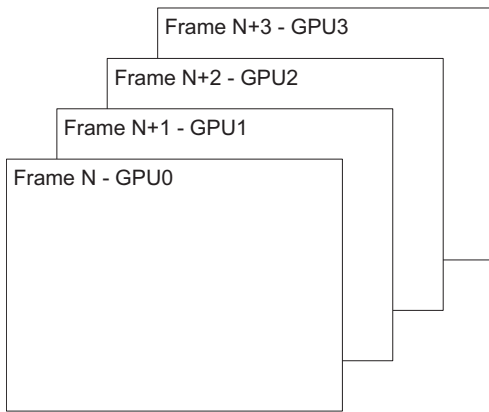 Frame N+3 - GPU3
Frame N+2 - GPU2
Frame N+1 - GPU1
Frame N - GPU0